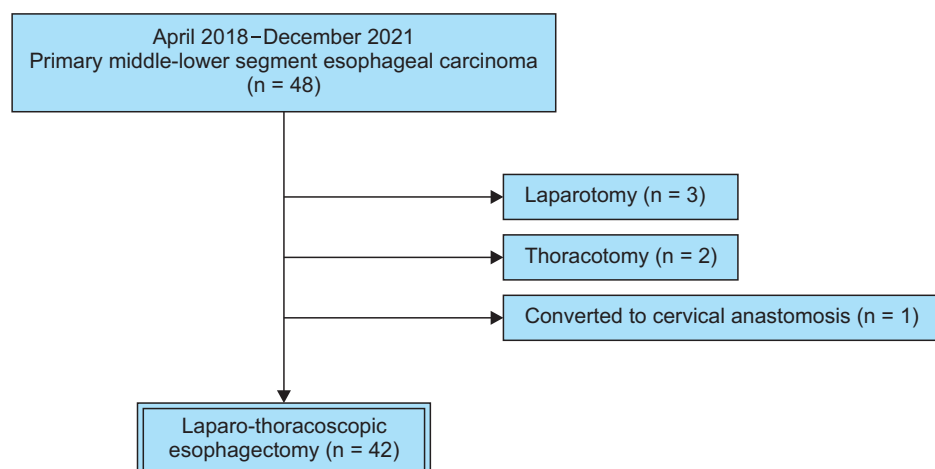 April 2018–December 2021
Primary middle-lower segment esophageal carcinoma
(n = 48)
Laparotomy (n = 3)
Thoracotomy (n = 2)
Converted to cervical anastomosis (n = 1)
Laparo-thoracoscopic
esophagectomy (n = 42)